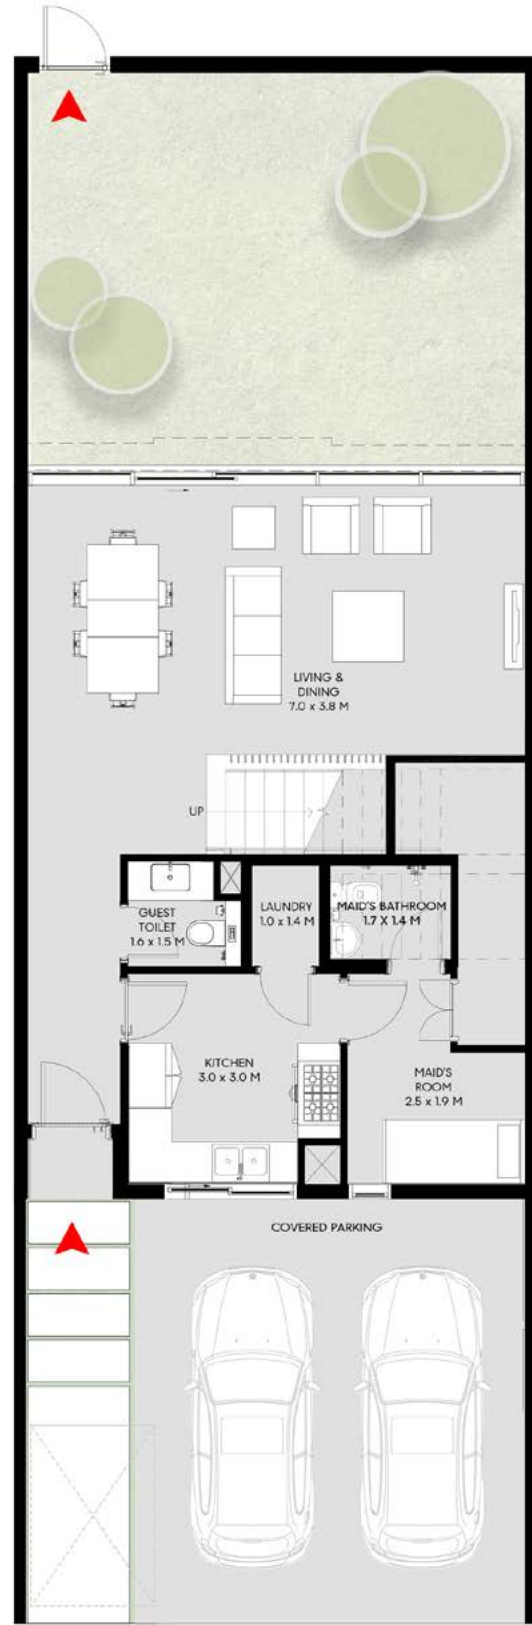 LIVING &
DINING
7.0 x 3.8 M
UP
GUEST
TOILET
1.6 x 1.5 M
LAUNDRY
1.0 x 1.4 M
MAID'S BATHROOM
1.7 X 1.4 M
KITCHEN
3.0 x 3.0 M
MAID'S
ROOM
2.5 x 1.9 M
COVERED PARKING